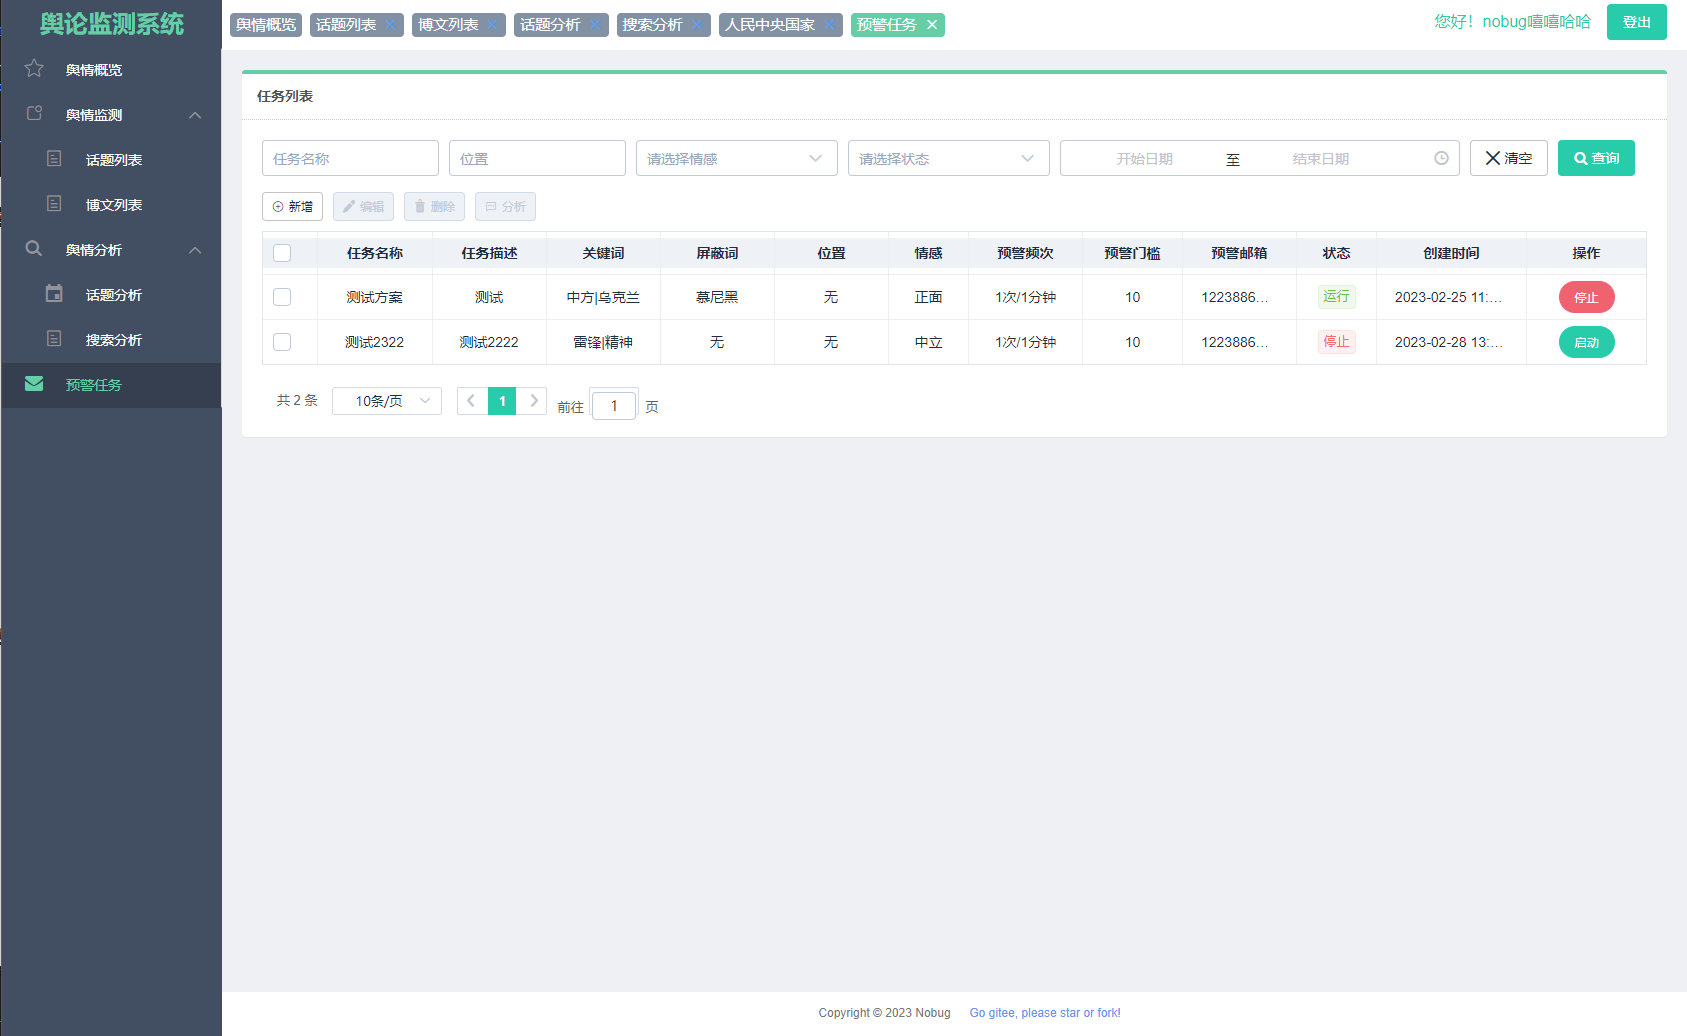 舆论监测系统
舆情概览
舆情监测
话题列表
博文列表
舆情分析
话题分析
搜索分析
预警任务
舆情概览 话题列表 博文列表 话题分析 搜索分析 人民中央国家 预警任务
您好！nobug嘻嘻哈哈 登出
任务列表
任务名称 位置 请选择情感 请选择状态 开始日期 至 结束日期 清空 查询
新增 编辑 删除 分析
任务名称 任务描述 关键词 屏蔽词 位置 情感 预警频次 预警门槛 预警邮箱 状态 创建时间 操作
测试方案 测试 中方|乌克兰 慕尼黑 无 正面 1次/1分钟 10 1223886... 运行 2023-02-25 11:... 停止
测试2322 测试2222 雷锋|精神 无 无 中立 1次/1分钟 10 1223886... 停止 2023-02-28 13:... 启动
共 2 条 10条/页 1 前往 1 页
Copyright © 2023 Nobug Go gitee, please star or fork!